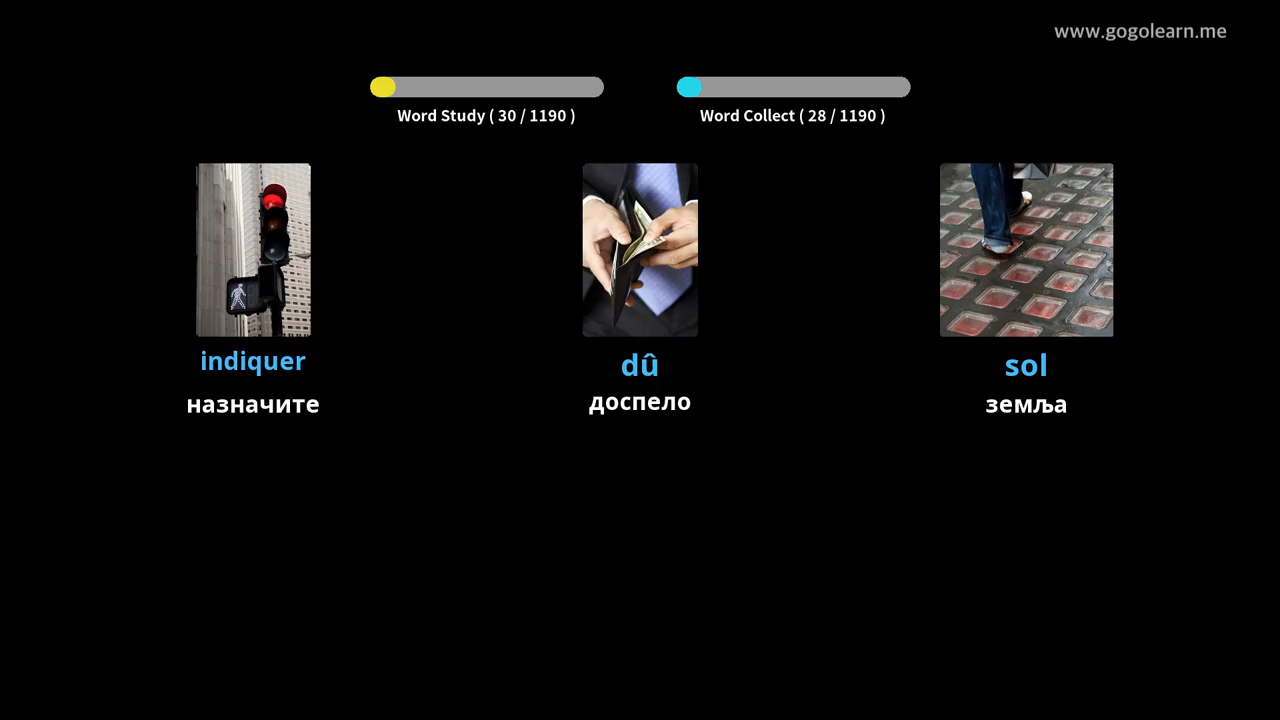 www.gogolearn.me
Word Study ( 30 / 1190 )
Word Collect ( 28 / 1190 )
indiquer
назначите
dû
доспело
sol
земља